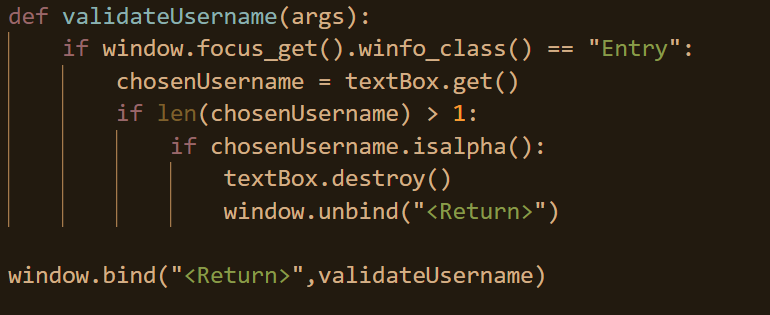 def validateUsername(args):
    if window.focus_get().winfo_class() == "Entry":
        chosenUsername = textBox.get()
        if len(chosenUsername) > 1:
            if chosenUsername.isalpha():
                textBox.destroy()
                window.unbind("<Return>")
window.bind("<Return>",validateUsername)